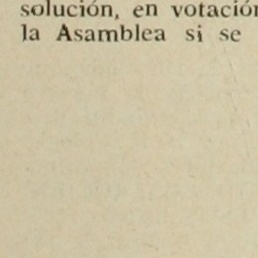 solución, en votación
la Asamblea si se